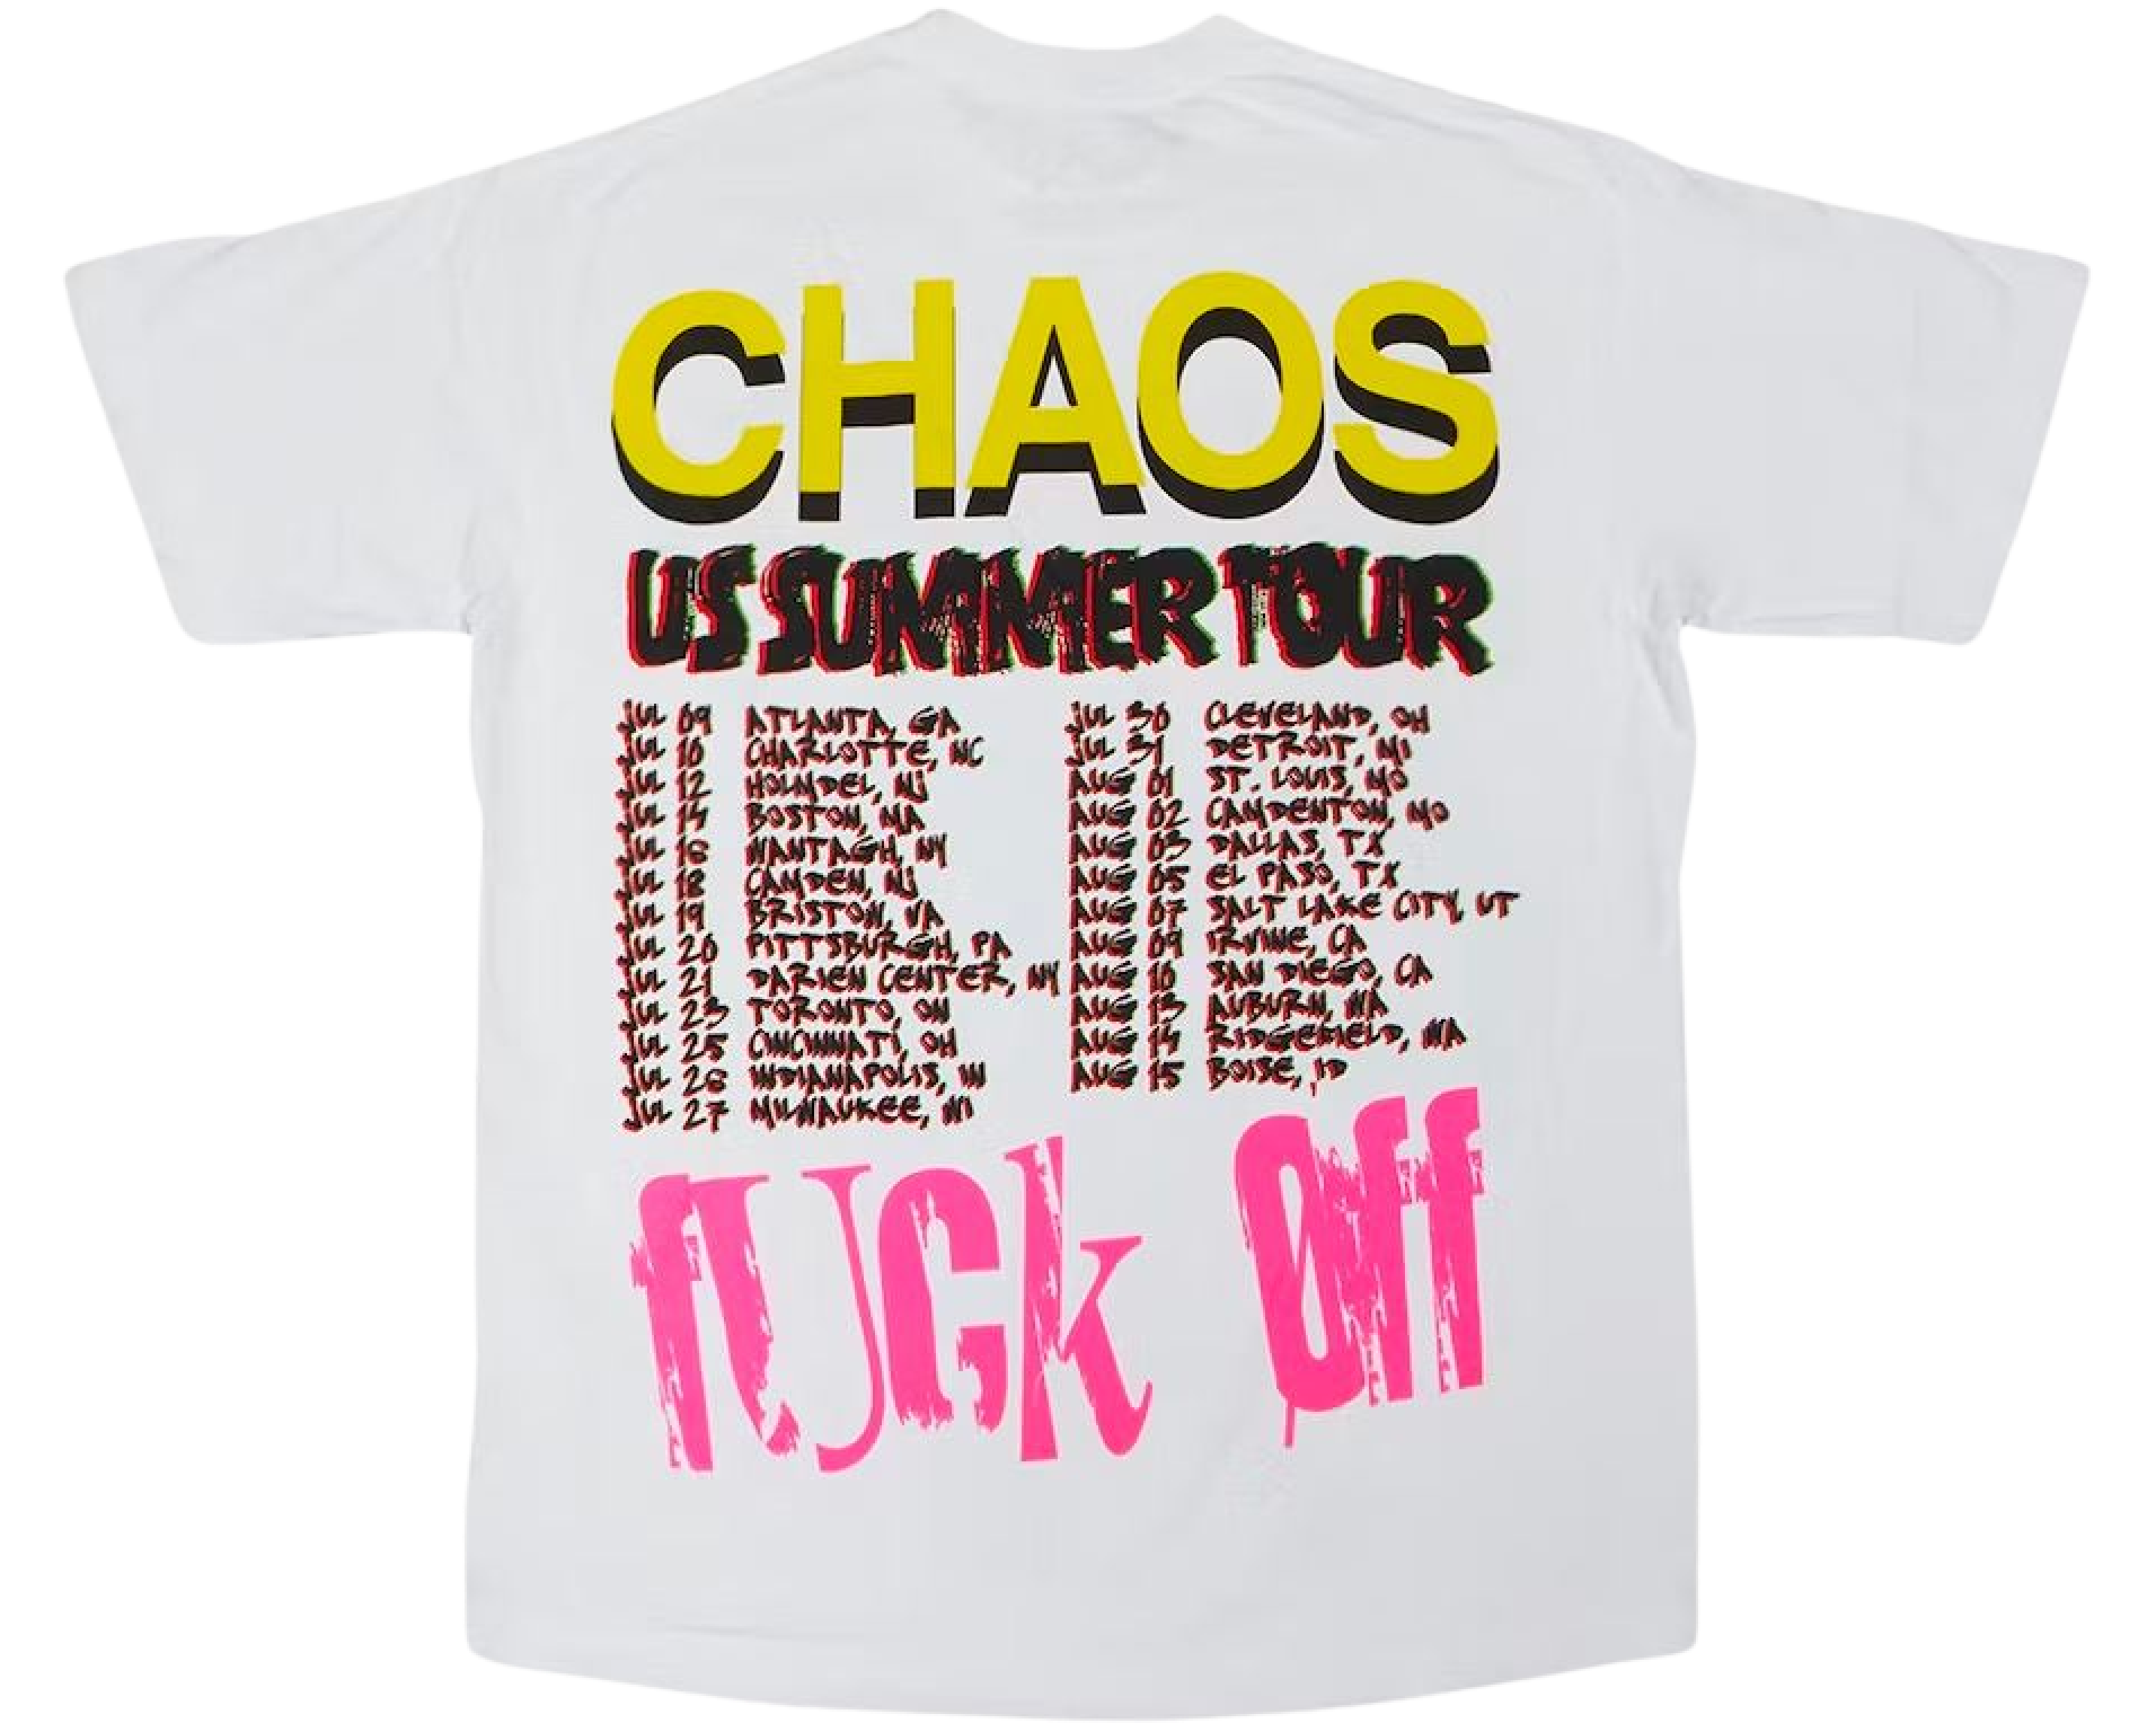 CHAOS
US SUMMER TOUR
JUL 09 ATLANTA, GA
JUL 10 CHARLOTTE, NC
JUL 12 HOLMDEL, NJ
JUL 14 BOSTON, MA
JUL 16 WANTAGH, NY
JUL 18 CAMDEN, NJ
JUL 19 BRISTOW, VA
JUL 20 PITTSBURGH, PA
JUL 21 DARIEN CENTER, NY
JUL 23 TORONTO, ON
JUL 25 CINCINNATI, OH
JUL 26 INDIANAPOLIS, IN
JUL 27 MILWAUKEE, WI
JUL 30 CLEVELAND, OH
JUL 31 DETROIT, MI
AUG 01 ST. LOUIS, MO
AUG 02 CAMDENTON, MO
AUG 03 DALLAS, TX
AUG 05 EL PASO, TX
AUG 07 SALT LAKE CITY, UT
AUG 09 IRVINE, CA
AUG 10 SAN DIEGO, CA
AUG 13 AUBURN, WA
AUG 14 RIDGEFIELD, WA
AUG 15 BOISE, ID
fUCk Off